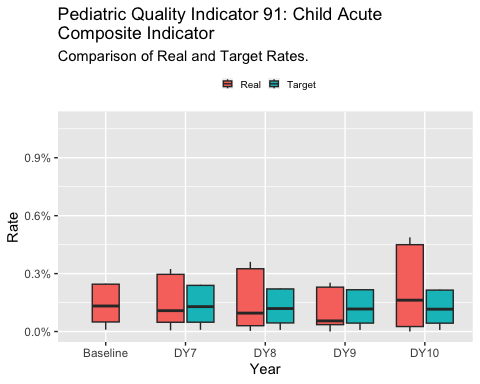 Pediatric Quality Indicator 91: Child Acute
Composite Indicator
Comparison of Real and Target Rates.
Real Target
0.9%
0.6%
0.3%
0.0%
Rate
Baseline DY7 DY8 DY9 DY10
Year